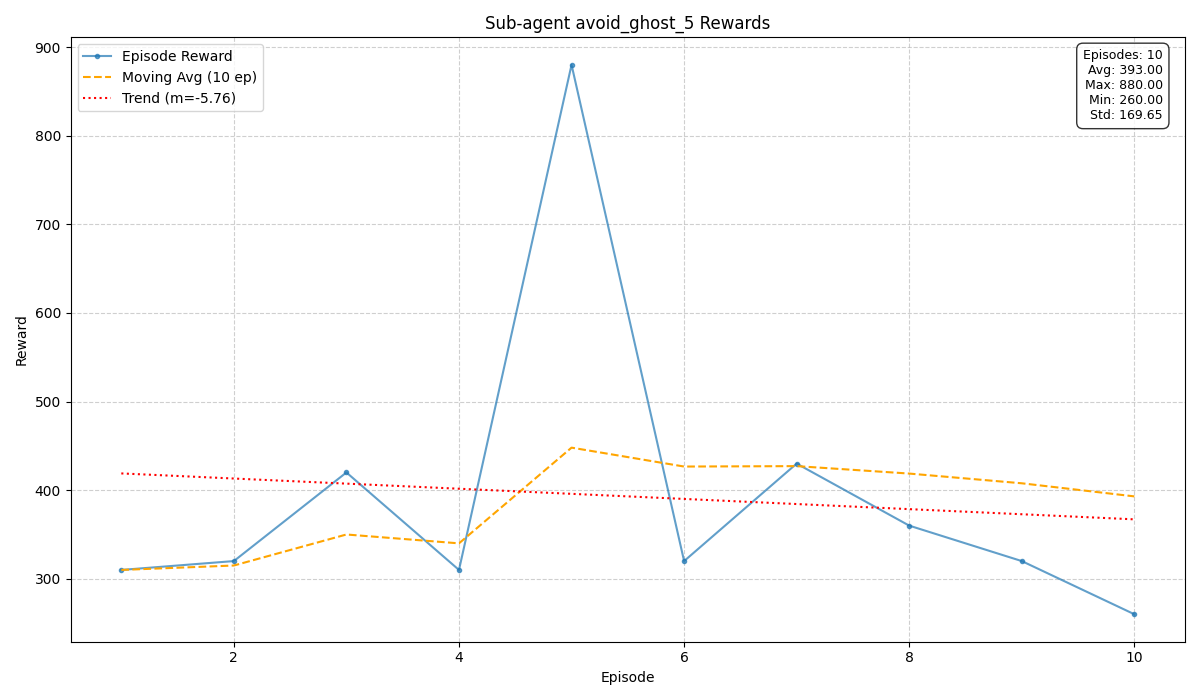 Sub-agent avoid_ghost_5 Rewards
Episode Reward
Moving Avg (10 ep)
Trend (m=-5.76)
Episodes: 10
Avg: 393.00
Max: 880.00
Min: 260.00
Std: 169.65
900
800
700
600
500
400
300
Reward
2
4
6
8
10
Episode